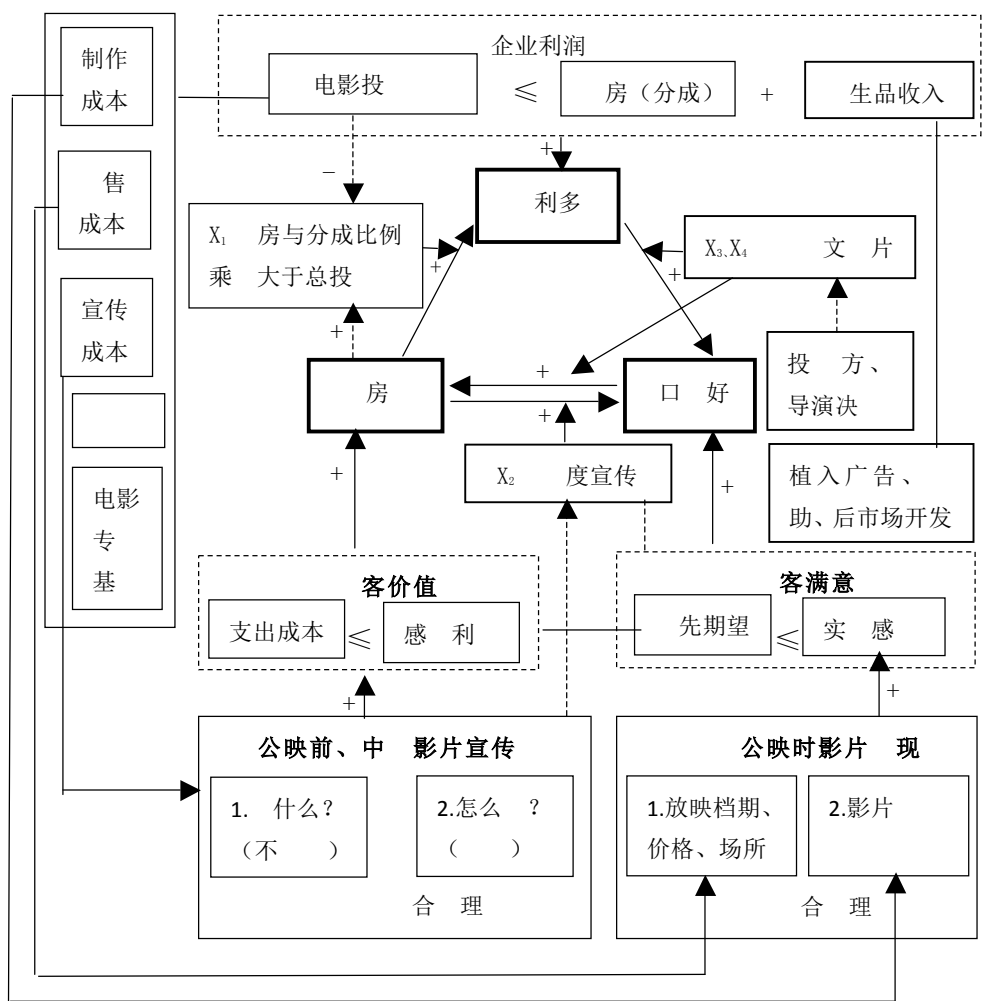 企业利润
制作
成本
电影投
≤
房（分成）
+
生品收入
+
售
成本
−
利多
X₁ 房与分成比例
乘 大于总投
+
X₃、X₄ 文 片
+
宣传
成本
+
+
房
口 好
投 方、
导演决
+
+
X₂ 度宣传
+
植入广告、
助、后市场开发
电影
专
基
客价值
客满意
支出成本
≤
感 利
先期望
≤
实 感
+
+
公映前、中 影片宣传
公映时影片 现
1. 什么？
（不 ）
2.怎么 ？
（ ）
1.放映档期、
价格、场所
2.影片
合 理
合 理